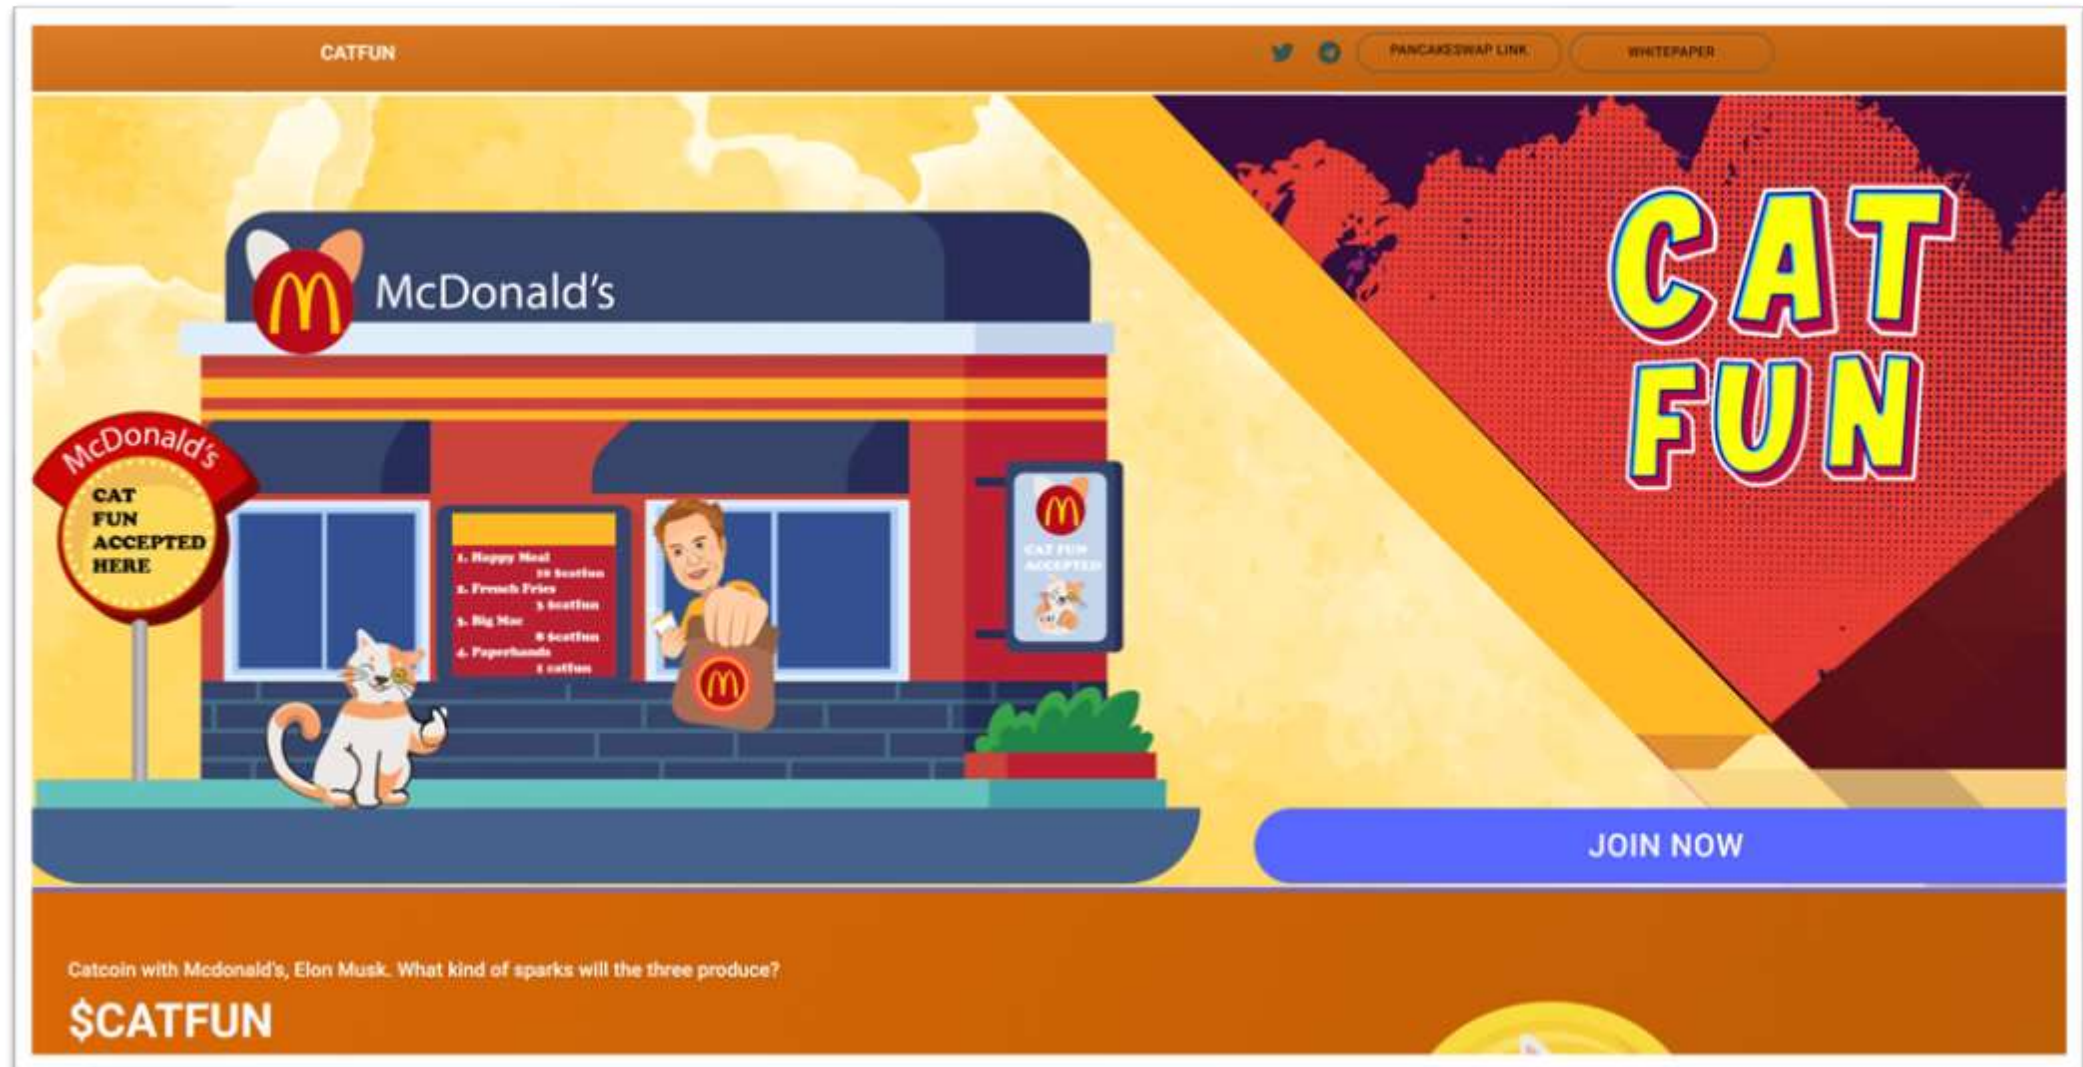 CATFUN
PANCAKESWAP LINK
WHITEPAPER
McDonald's
CAT
FUN
McDonald's
CAT
FUN
ACCEPTED
HERE
1. Happy Meal
10 $catfun
2. French Fries
5 $catfun
3. Big Mac
8 $catfun
4. Paperhands
1 catfun
CAT FUN
ACCEPTED
JOIN NOW
Catcoin with Mcdonald's, Elon Musk. What kind of sparks will the three produce?
$CATFUN